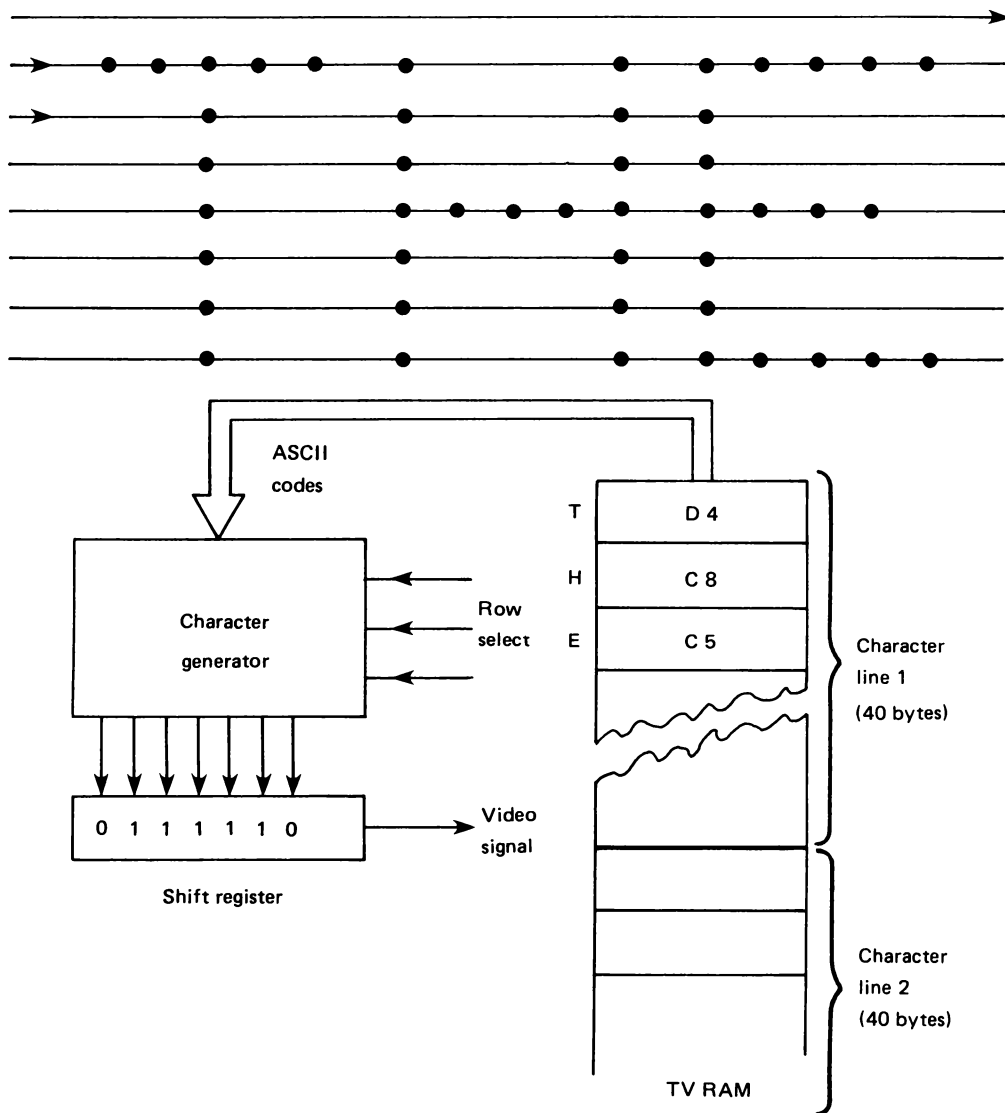 ASCII
codes
T
D 4
H
C 8
Row
select
Character
generator
E
C 5
Character
line 1
(40 bytes)
0 1 1 1 1 1 0
Video
signal
Shift register
Character
line 2
(40 bytes)
TV RAM